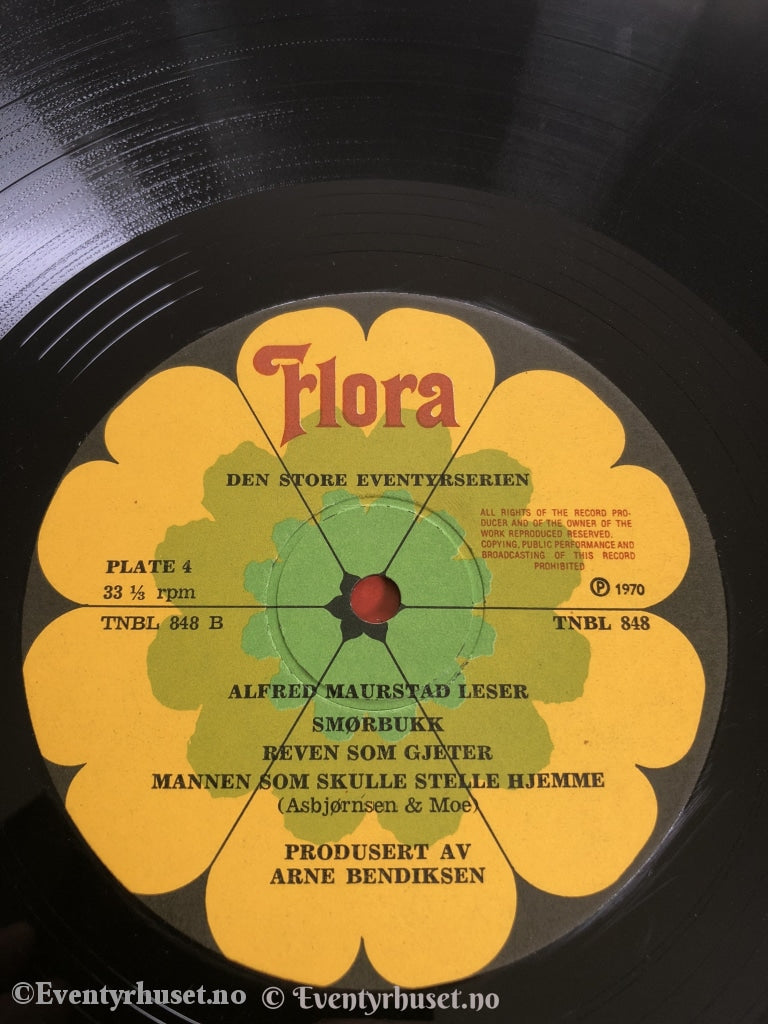 Flora
DEN STORE EVENTYRSERIEN
ALL RIGHTS OF THE RECORD PRO-
DUCER AND OF THE OWNER OF THE
WORK REPRODUCED RESERVED.
COPYING, PUBLIC PERFORMANCE AND
BROADCASTING OF THIS RECORD
PROHIBITED
PLATE 4
33 ⅓ rpm
Ⓟ 1970
TNBL 848 B
TNBL 848
ALFRED MAURSTAD LESER
SMØRBUKK
REVEN SOM GJETER
MANNEN SOM SKULLE STELLE HJEMME
(Asbjørnsen & Moe)
PRODUSERT AV
ARNE BENDIKSEN
©Eventyrhuset.no © Eventyrhuset.no